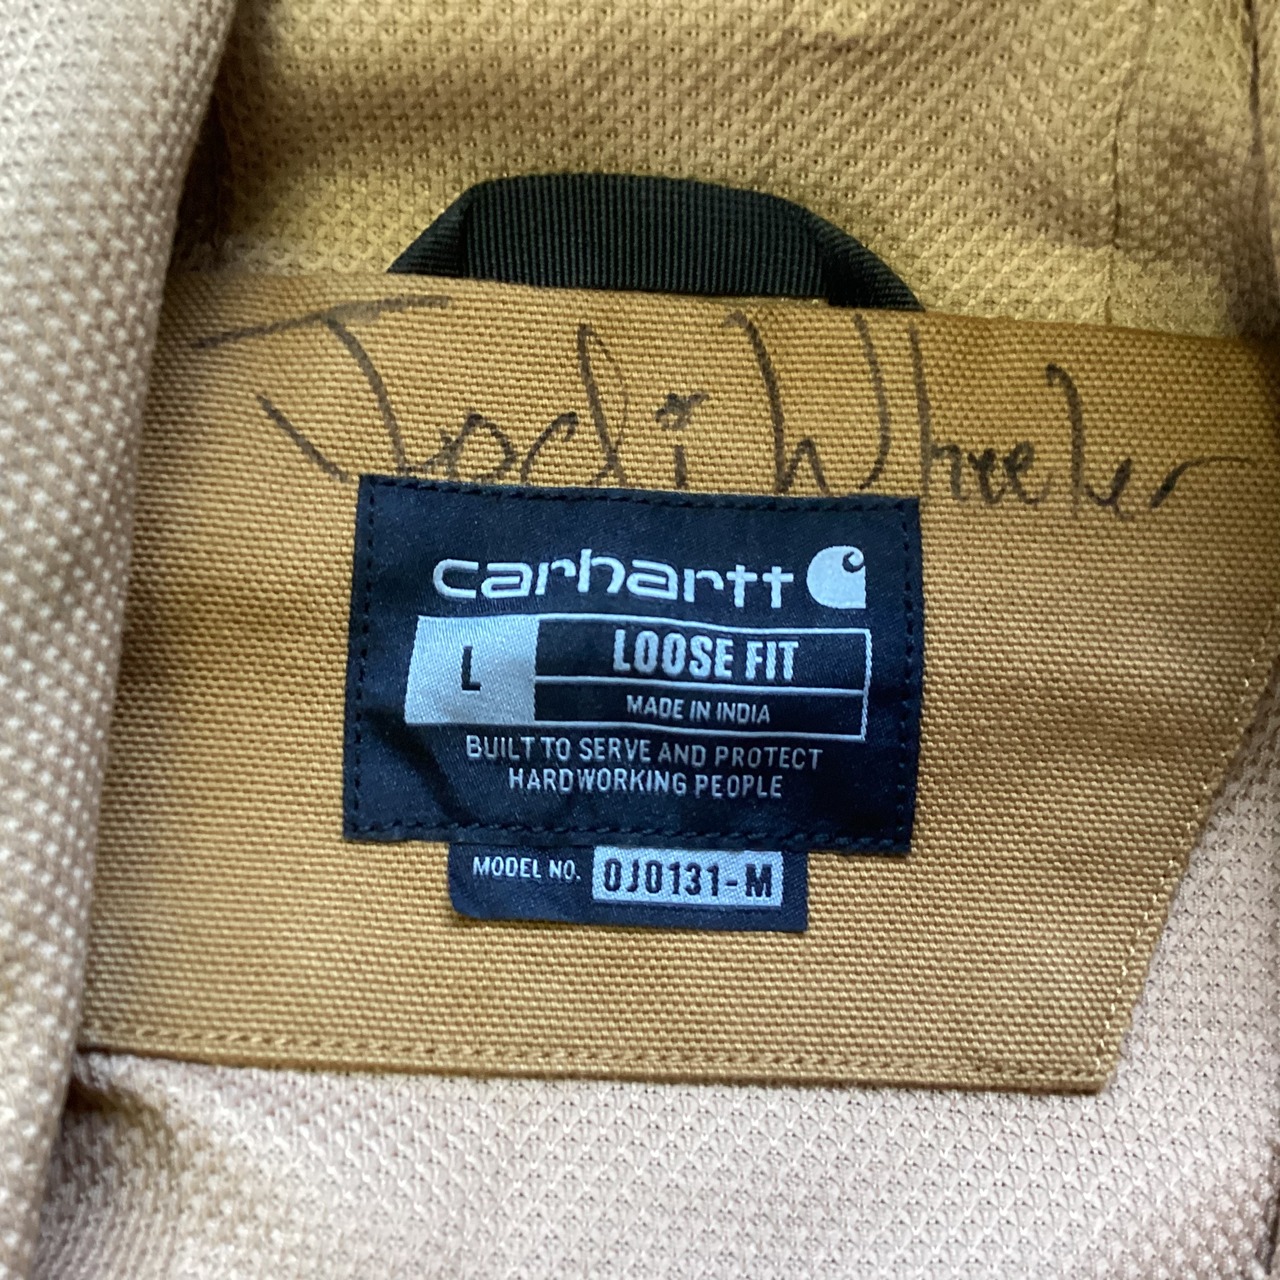 Jodi Wheeler
carhartt
L LOOSE FIT
MADE IN INDIA
BUILT TO SERVE AND PROTECT
HARDWORKING PEOPLE
MODEL NO. OJ0131-M